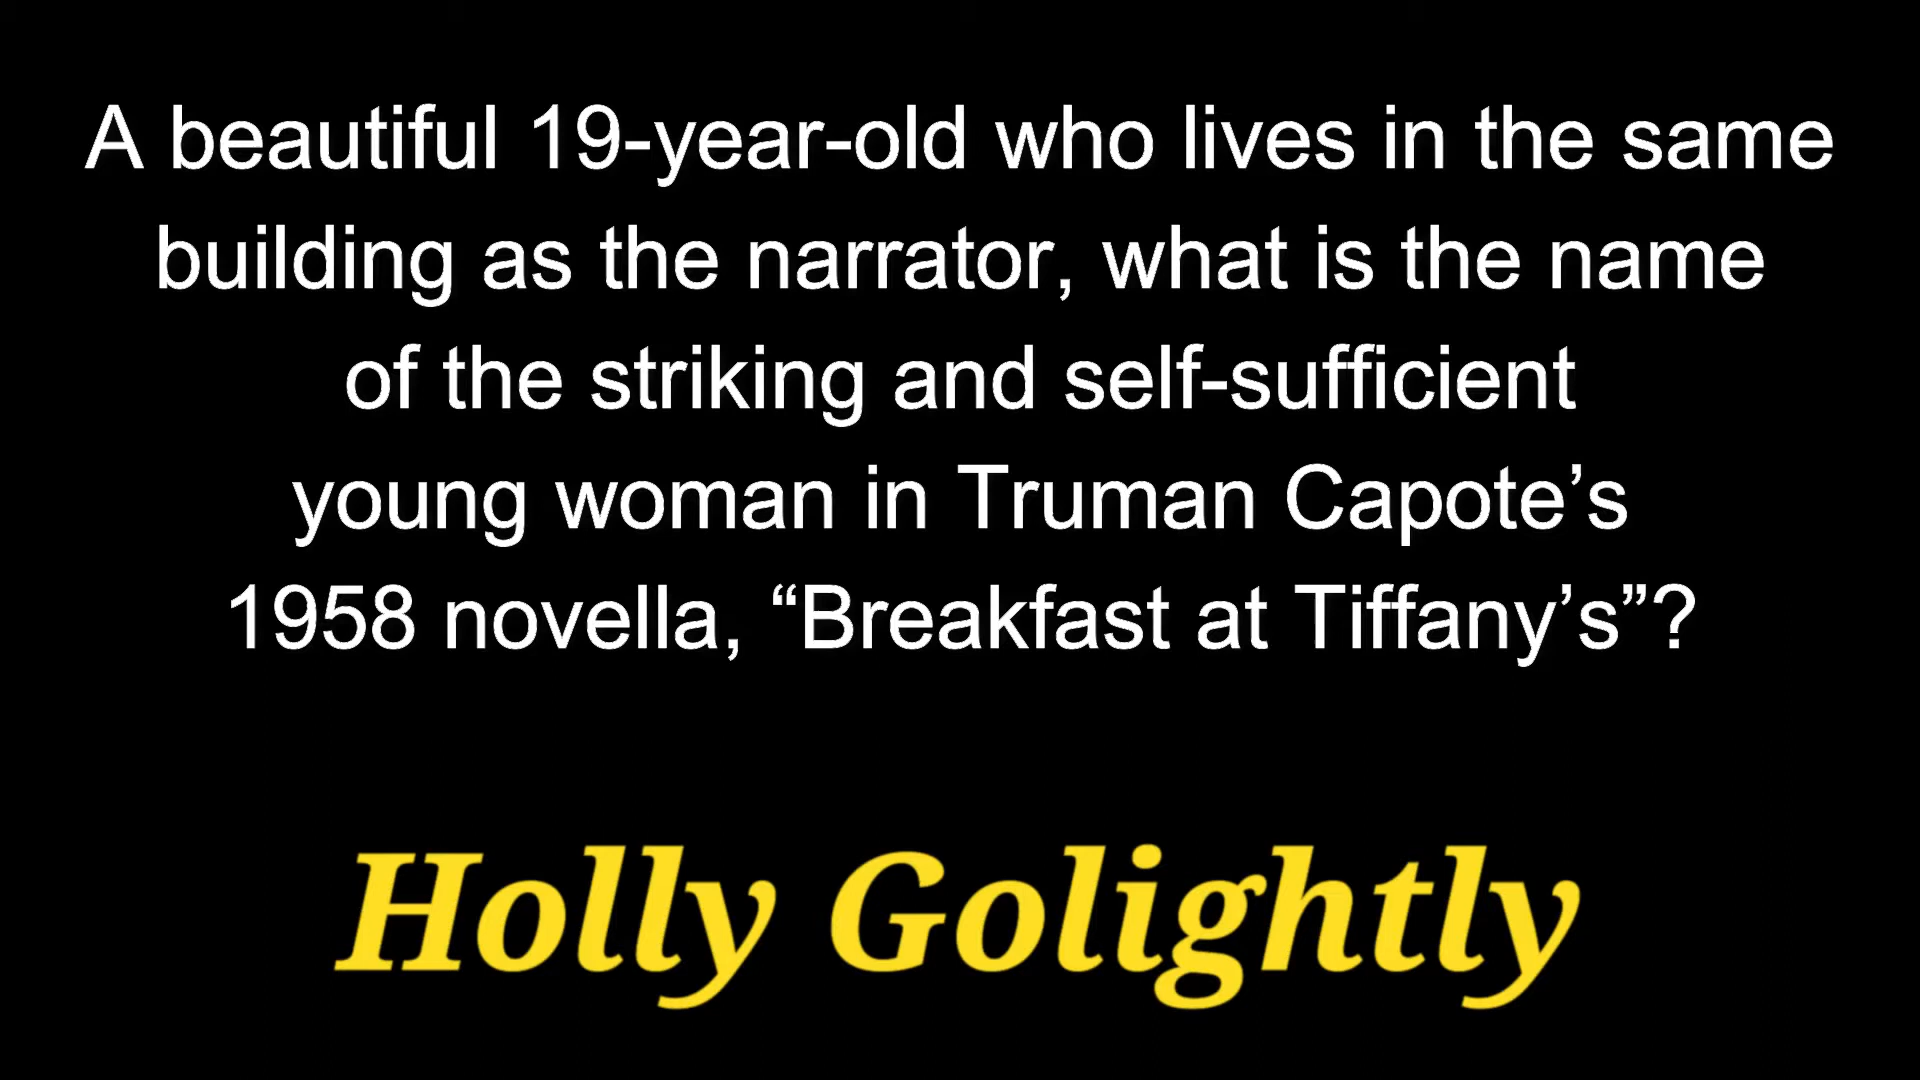 A beautiful 19-year-old who lives in the same
building as the narrator, what is the name
of the striking and self-sufficient
young woman in Truman Capote’s
1958 novella, “Breakfast at Tiffany’s”?
Holly Golightly